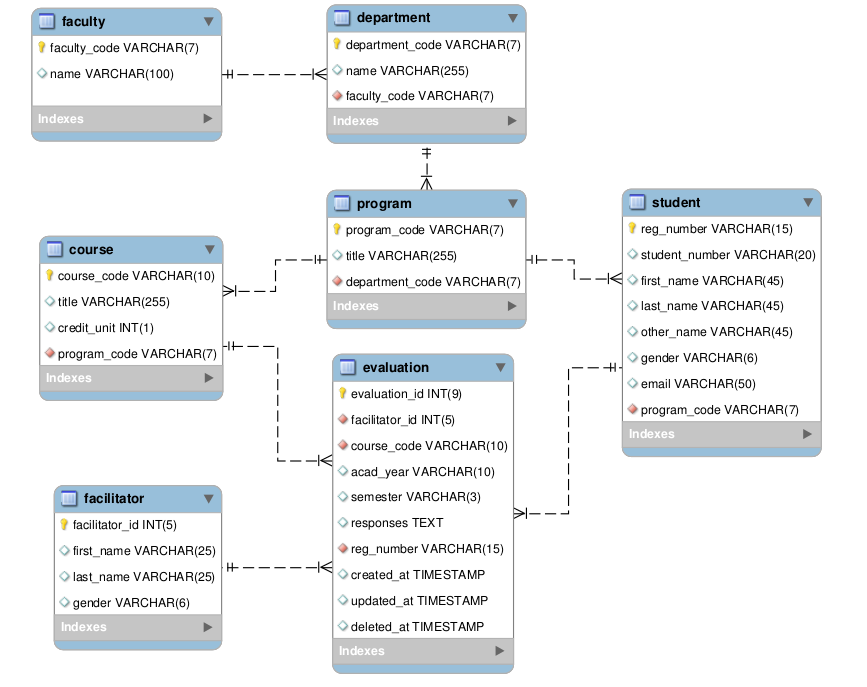 faculty
faculty_code VARCHAR(7)
name VARCHAR(100)
Indexes
department
department_code VARCHAR(7)
name VARCHAR(255)
faculty_code VARCHAR(7)
Indexes
program
program_code VARCHAR(7)
title VARCHAR(255)
department_code VARCHAR(7)
Indexes
student
reg_number VARCHAR(15)
student_number VARCHAR(20)
first_name VARCHAR(45)
last_name VARCHAR(45)
other_name VARCHAR(45)
gender VARCHAR(6)
email VARCHAR(50)
program_code VARCHAR(7)
Indexes
course
course_code VARCHAR(10)
title VARCHAR(255)
credit_unit INT(1)
program_code VARCHAR(7)
Indexes
evaluation
evaluation_id INT(9)
facilitator_id INT(5)
course_code VARCHAR(10)
acad_year VARCHAR(10)
semester VARCHAR(3)
responses TEXT
reg_number VARCHAR(15)
created_at TIMESTAMP
updated_at TIMESTAMP
deleted_at TIMESTAMP
Indexes
facilitator
facilitator_id INT(5)
first_name VARCHAR(25)
last_name VARCHAR(25)
gender VARCHAR(6)
Indexes